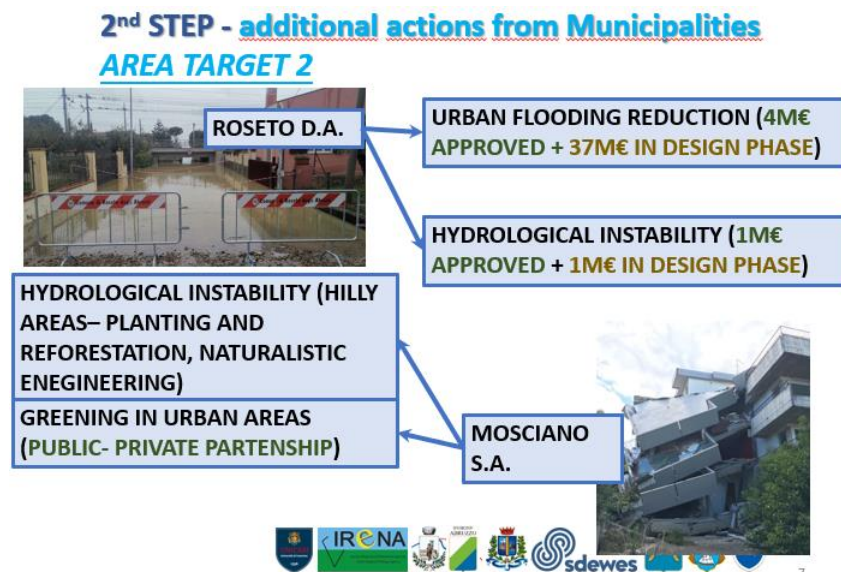 2nd STEP - additional actions from Municipalities
AREA TARGET 2
ROSETO D.A.
URBAN FLOODING REDUCTION (4M€
APPROVED + 37M€ IN DESIGN PHASE)
HYDROLOGICAL INSTABILITY (1M€
APPROVED + 1M€ IN DESIGN PHASE)
HYDROLOGICAL INSTABILITY (HILLY
AREAS– PLANTING AND
REFORESTATION, NATURALISTIC
ENEGINEERING)
GREENING IN URBAN AREAS
(PUBLIC- PRIVATE PARTENSHIP)
MOSCIANO
S.A.
IRENA
sdewes
7